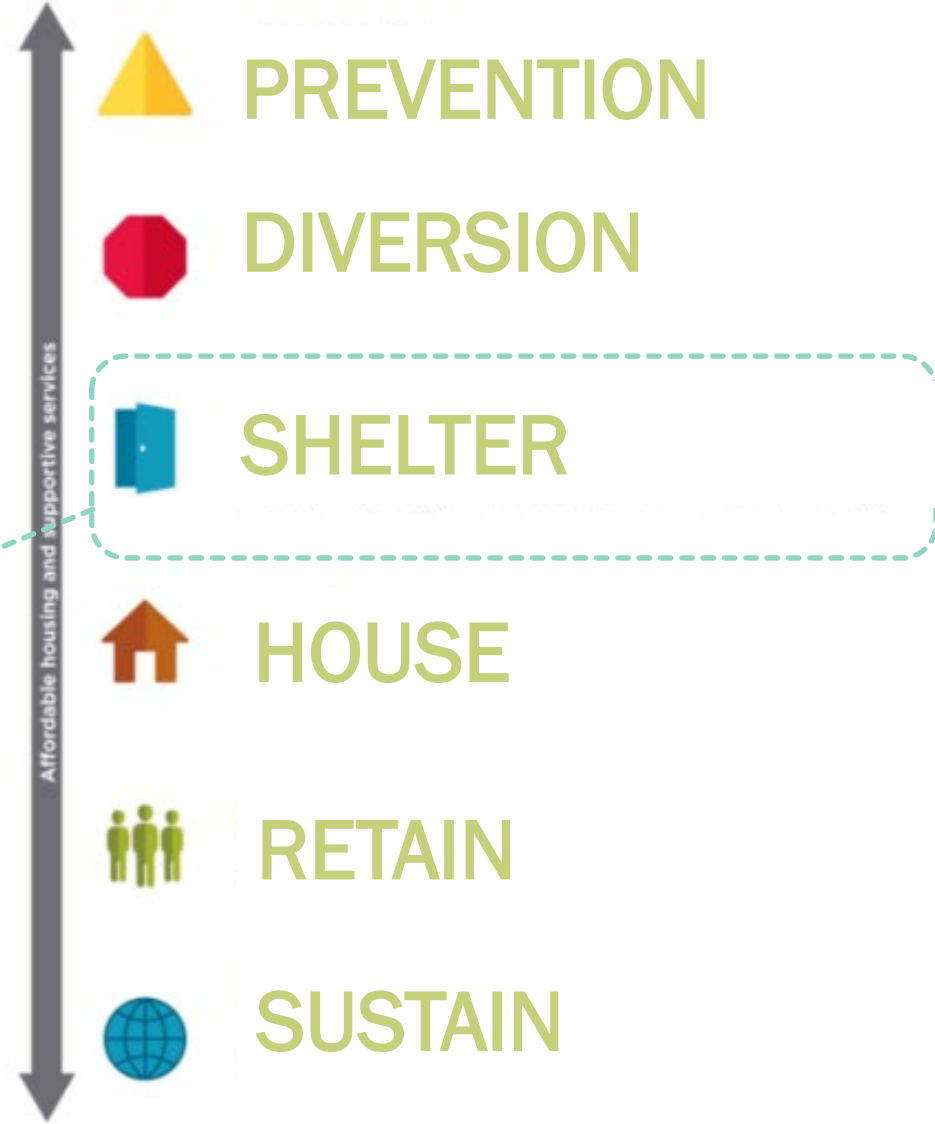 PREVENTION
DIVERSION
SHELTER
HOUSE
RETAIN
SUSTAIN
Affordable housing and supportive services